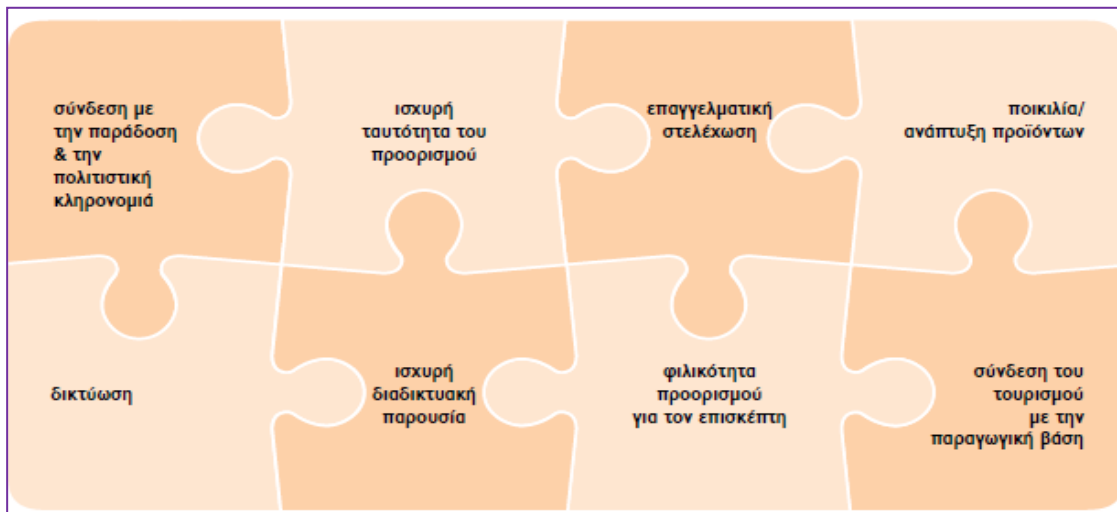 σύνδεση με
την παράδοση
& την
πολιτιστική
κληρονομιά
ισχυρή
ταυτότητα του
προορισμού
επαγγελματική
στελέχωση
ποικιλία/
ανάπτυξη προϊόντων
δικτύωση
ισχυρή
διαδικτυακή
παρουσία
φιλικότητα
προορισμού
για τον επισκέπτη
σύνδεση του
τουρισμού
με την
παραγωγική βάση